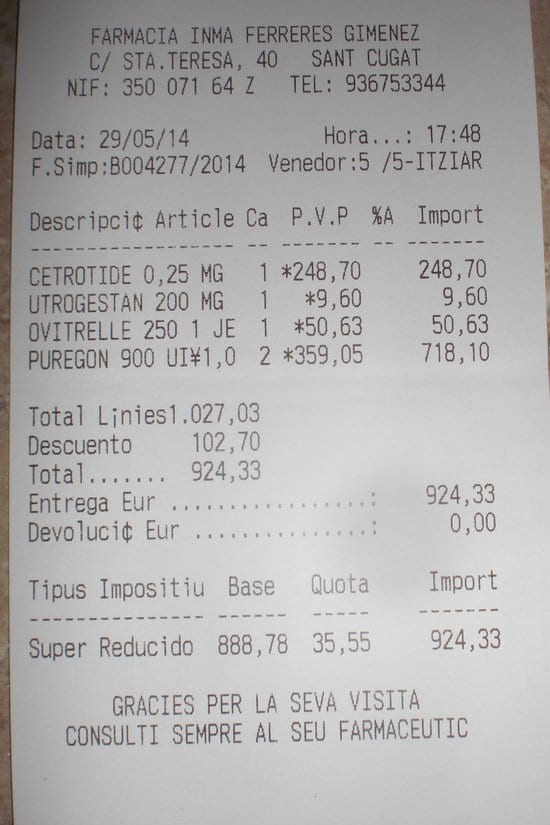 FARMACIA INMA FERRERES GIMENEZ
C/ STA.TERESA, 40 SANT CUGAT
NIF: 350 071 64 Z TEL: 936753344
Data: 29/05/14 Hora...: 17:48
F.Simp:B004277/2014 Venedor:5 /5-ITZIAR
Descripci¢ Article Ca P.V.P %A Import
------------------ -- ------- -- -------
CETROTIDE 0,25 MG 1 *248,70 248,70
UTROGESTAN 200 MG 1 *9,60 9,60
OVITRELLE 250 1 JE 1 *50,63 50,63
PUREGON 900 UI¥1,0 2 *359,05 718,10
Total L¡nies1.027,03
Descuento 102,70
Total....... 924,33
Entrega Eur .................: 924,33
Devoluci¢ Eur ...............: 0,00
Tipus Impositiu Base Quota Import
--------------- ------ ----- -------
Super Reducido 888,78 35,55 924,33
GRACIES PER LA SEVA VISITA
CONSULTI SEMPRE AL SEU FARMACEUTIC